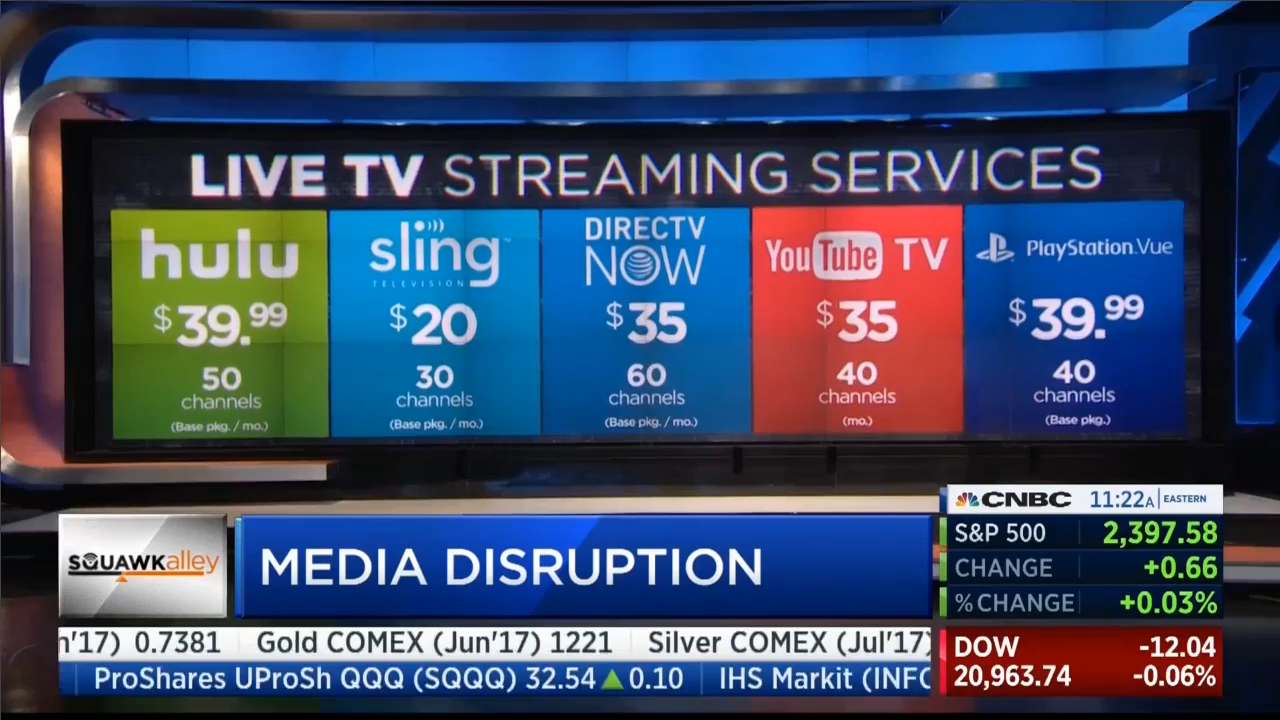 LIVE TV STREAMING SERVICES
hulu
$39.99
50
channels
(Base pkg. / mo.)
sling
TELEVISION
$20
30
channels
(Base pkg. / mo.)
DIRECTV
NOW
$35
60
channels
(Base pkg. / mo.)
YouTube TV
$35
40
channels
(mo.)
PlayStation.Vue
$39.99
40
channels
(Base pkg.)
CNBC 11:22A EASTERN
S&P 500 2,397.58
CHANGE +0.66
% CHANGE +0.03%
DOW -12.04
20,963.74 -0.06%
SQUAWKalley
MEDIA DISRUPTION
n'17) 0.7381 Gold COMEX (Jun'17) 1221 Silver COMEX (Jul'17)
ProShares UProSh QQQ (SQQQ) 32.54▲0.10 IHS Markit (INFO